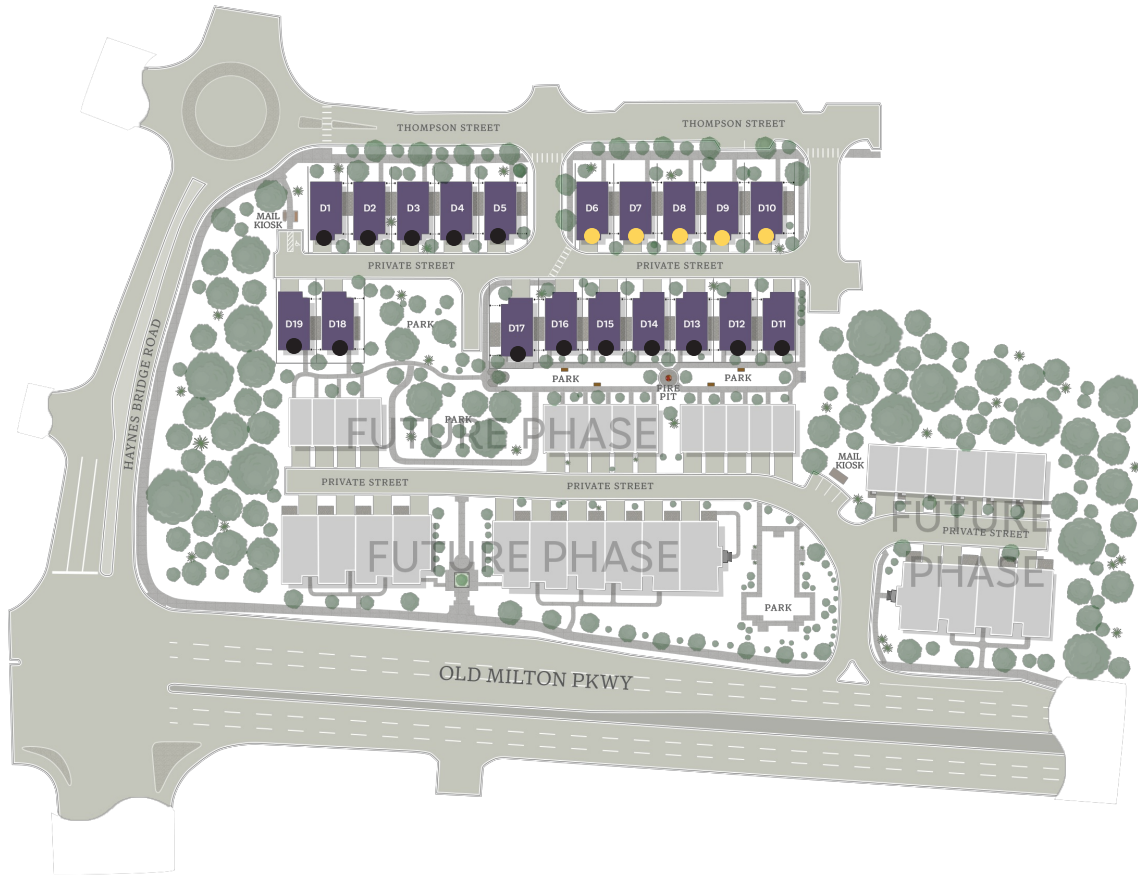 THOMPSON STREET
THOMPSON STREET
D1
D2
D3
D4
D5
D6
D7
D8
D9
D10
MAIL
KIOSK
PRIVATE STREET
PRIVATE STREET
D19
D18
PARK
D17
D16
D15
D14
D13
D12
D11
HAYNES BRIDGE ROAD
PARK
PARK
FIRE
PIT
PARK
FUTURE PHASE
MAIL
KIOSK
PRIVATE STREET
PRIVATE STREET
FUTURE
PRIVATE STREET
PHASE
FUTURE PHASE
PARK
OLD MILTON PKWY